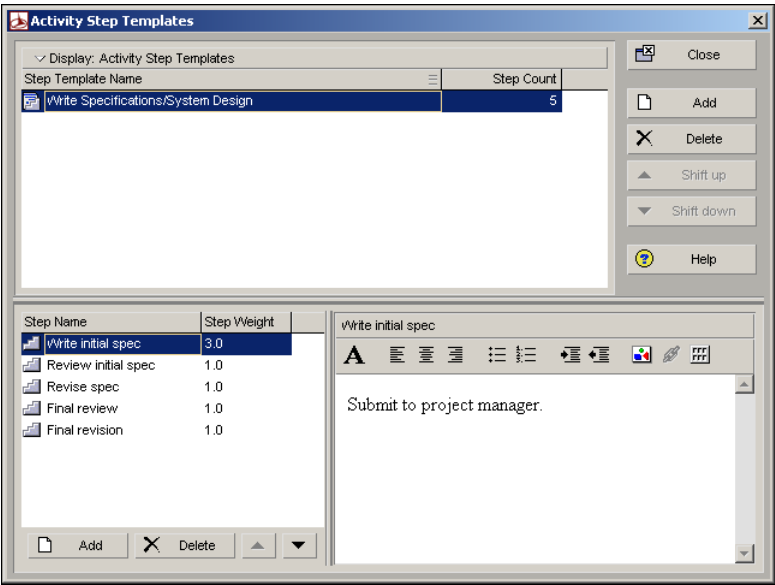 Activity Step Templates
Display: Activity Step Templates
Step Template Name Step Count
Write Specifications/System Design 5
Close
Add
Delete
Shift up
Shift down
Help
Step Name Step Weight
Write initial spec 3.0
Review initial spec 1.0
Revise spec 1.0
Final review 1.0
Final revision 1.0
Add Delete
Write initial spec
A
Submit to project manager.